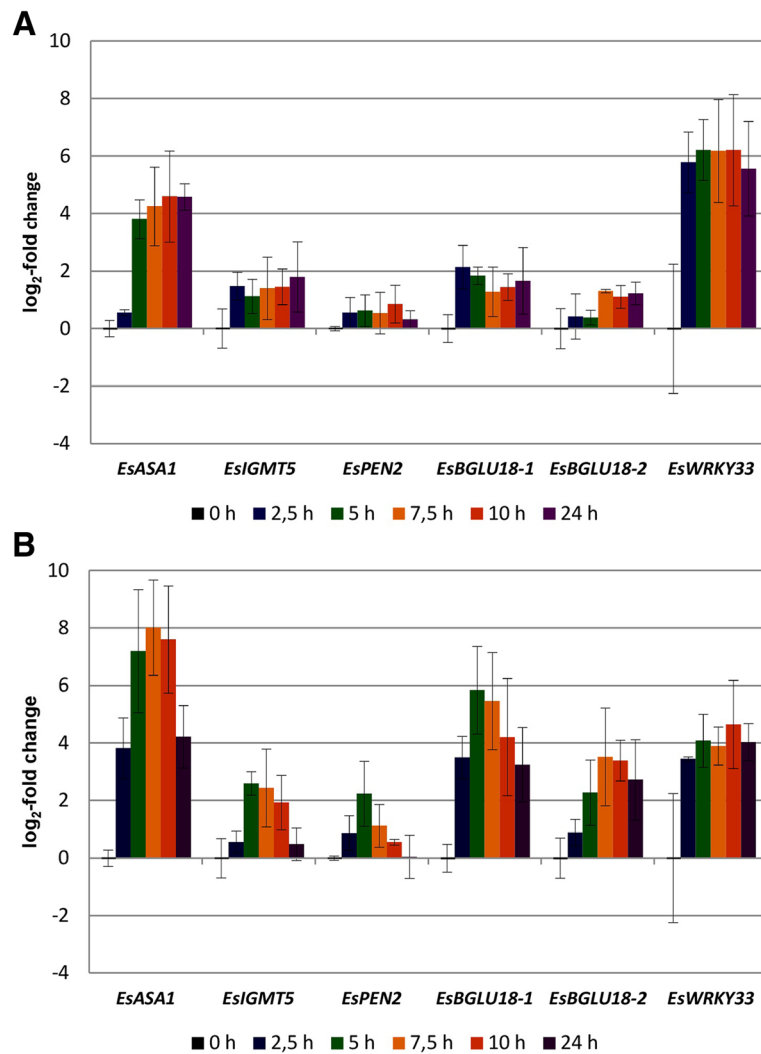 A
10
8
6
4
2
0
-2
-4
log₂-fold change
EsASA1 EsIGMT5 EsPEN2 EsBGLU18-1 EsBGLU18-2 EsWRKY33
0 h 2,5 h 5 h 7,5 h 10 h 24 h
B
10
8
6
4
2
0
-2
-4
log₂-fold change
EsASA1 EsIGMT5 EsPEN2 EsBGLU18-1 EsBGLU18-2 EsWRKY33
0 h 2,5 h 5 h 7,5 h 10 h 24 h